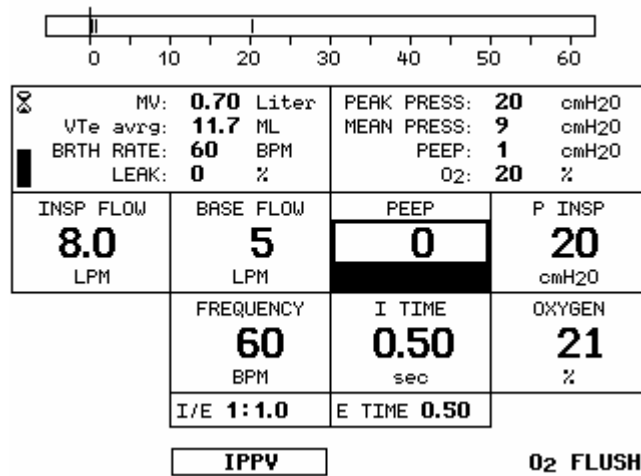 0 10 20 30 40 50 60
MV: 0.70 Liter PEAK PRESS: 20 cmH2O
VTe avrg: 11.7 ML MEAN PRESS: 9 cmH2O
BRTH RATE: 60 BPM PEEP: 1 cmH2O
LEAK: 0 % O2: 20 %
INSP FLOW BASE FLOW PEEP P INSP
8.0 5 0 20
LPM LPM cmH2O
FREQUENCY I TIME OXYGEN
60 0.50 21
BPM sec %
I/E 1:1.0 E TIME 0.50
IPPV O2 FLUSH